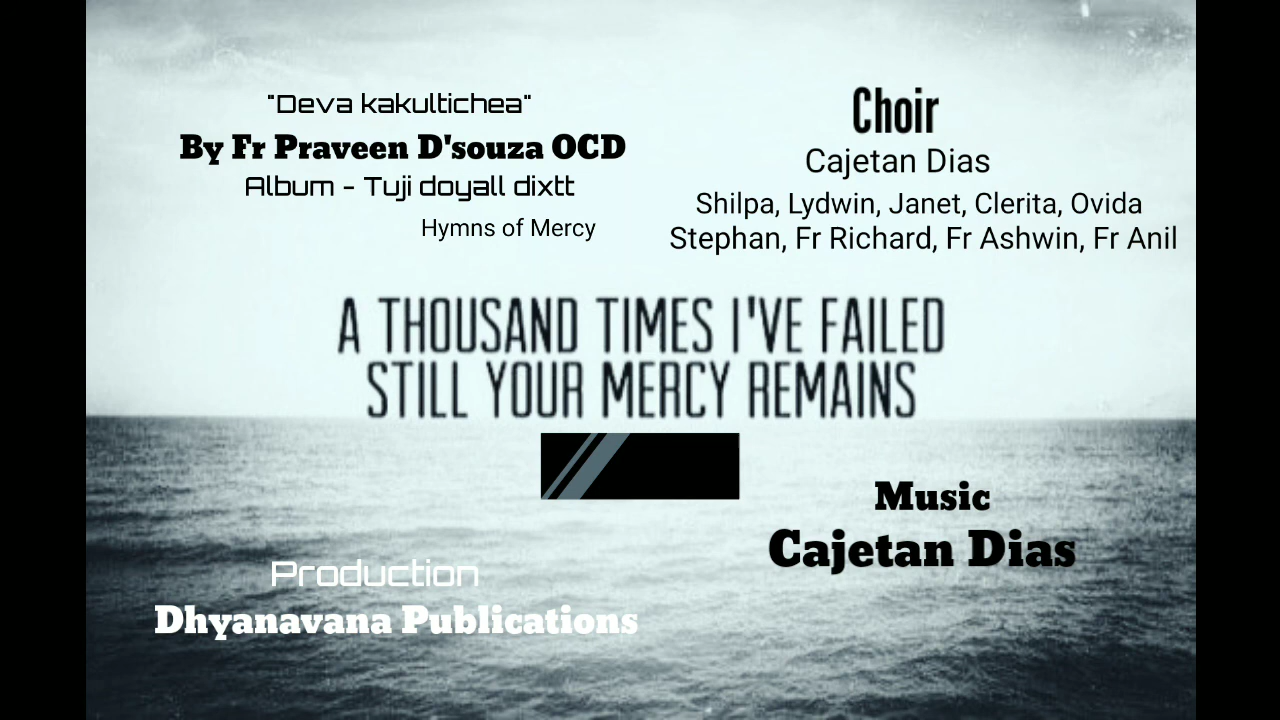 "Deva kakultichea"
By Fr Praveen D'souza OCD
Album - Tuji doyall dixtt
Hymns of Mercy
Choir
Cajetan Dias
Shilpa, Lydwin, Janet, Clerita, Ovida
Stephan, Fr Richard, Fr Ashwin, Fr Anil
A THOUSAND TIMES I'VE FAILED
STILL YOUR MERCY REMAINS
Music
Cajetan Dias
Production
Dhyanavana Publications